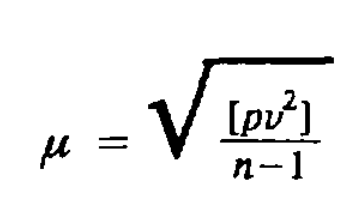 μ = √([pv²] / n−1)